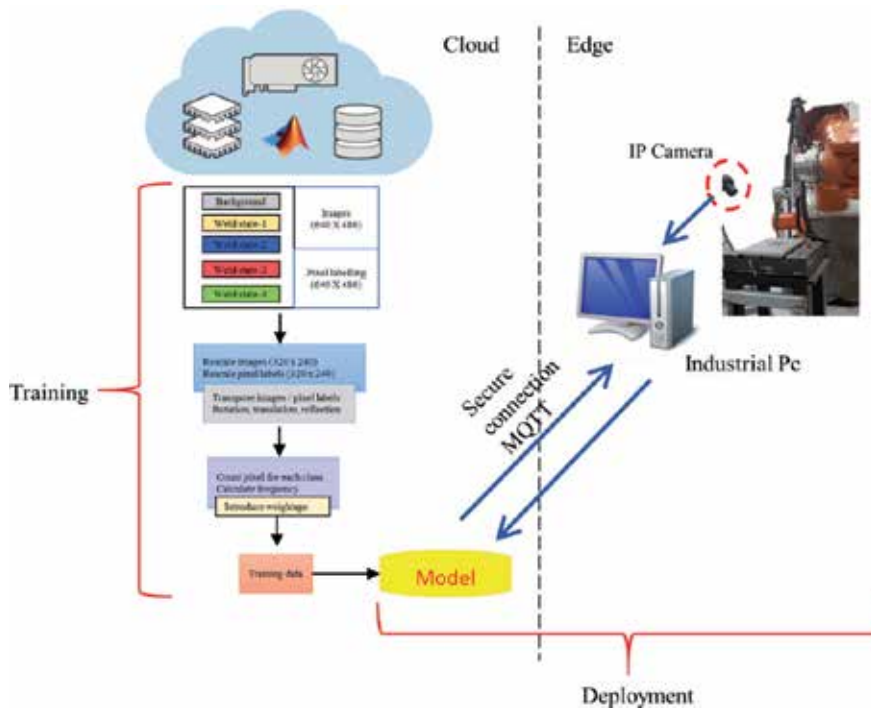 Cloud
Edge
IP Camera
Background
Weld state-1
Weld state-2
Weld state-3
Weld state-4
Images
(640 X 480)
Pixel labelling
(640 X 480)
Industrial Pc
Training
Rescale images (320 x 240)
Rescale pixel labels (320 x 240)
Transpose images / pixel labels
Rotation, translation, reflection
Secure
connection
MQTT
Count pixel for each class
Calculate frequency
Introduce weightage
Training data
Model
Deployment